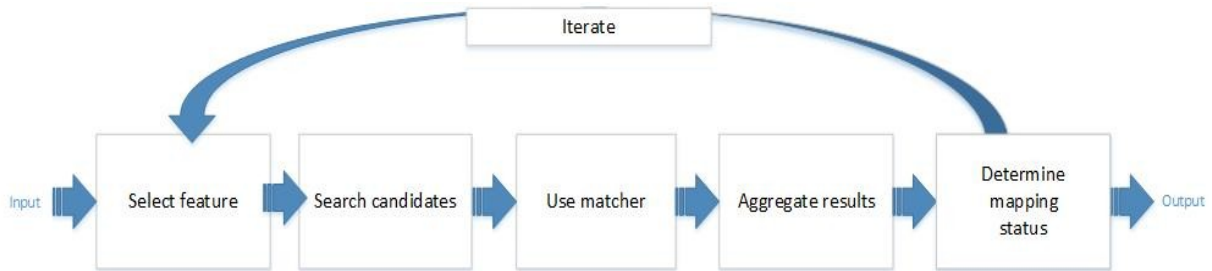 Iterate
Input
Select feature
Search candidates
Use matcher
Aggregate results
Determine
mapping
status
Output